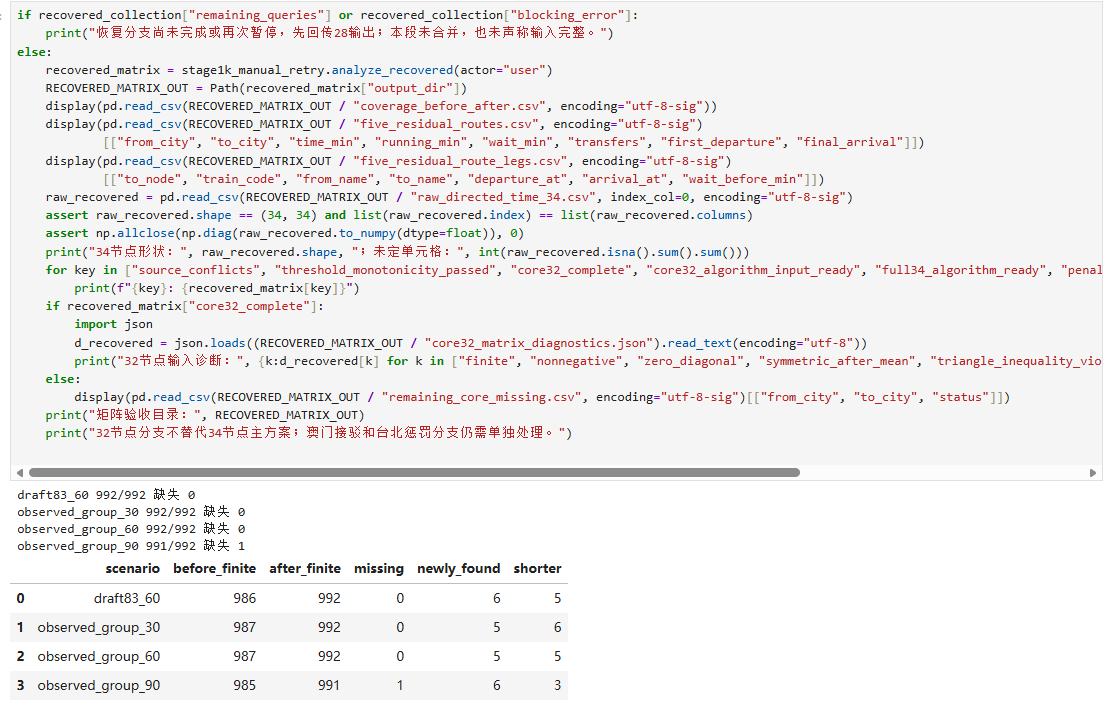 if recovered_collection["remaining_queries"] or recovered_collection["blocking_error"]:
    print("恢复分支尚未完成或再次暂停，先回传28输出；本段未合并，也未声称输入完整。")
else:
    recovered_matrix = stage1k_manual_retry.analyze_recovered(actor="user")
    RECOVERED_MATRIX_OUT = Path(recovered_matrix["output_dir"])
    display(pd.read_csv(RECOVERED_MATRIX_OUT / "coverage_before_after.csv", encoding="utf-8-sig"))
    display(pd.read_csv(RECOVERED_MATRIX_OUT / "five_residual_routes.csv", encoding="utf-8-sig")
            [["from_city", "to_city", "time_min", "running_min", "wait_min", "transfers", "first_departure", "final_arrival"]])
    display(pd.read_csv(RECOVERED_MATRIX_OUT / "five_residual_route_legs.csv", encoding="utf-8-sig")
            [["to_node", "train_code", "from_name", "to_name", "departure_at", "arrival_at", "wait_before_min"]])
    raw_recovered = pd.read_csv(RECOVERED_MATRIX_OUT / "raw_directed_time_34.csv", index_col=0, encoding="utf-8-sig")
    assert raw_recovered.shape == (34, 34) and list(raw_recovered.index) == list(raw_recovered.columns)
    assert np.allclose(np.diag(raw_recovered.to_numpy(dtype=float)), 0)
    print("34节点形状：", raw_recovered.shape, "；未定单元格：", int(raw_recovered.isna().sum().sum()))
    for key in ["source_conflicts", "threshold_monotonicity_passed", "core32_complete", "core32_algorithm_input_ready", "full34_algorithm_ready", "penal
        print(f"{key}: {recovered_matrix[key]}")
    if recovered_matrix["core32_complete"]:
        import json
        d_recovered = json.loads((RECOVERED_MATRIX_OUT / "core32_matrix_diagnostics.json").read_text(encoding="utf-8"))
        print("32节点输入诊断：", {k:d_recovered[k] for k in ["finite", "nonnegative", "zero_diagonal", "symmetric_after_mean", "triangle_inequality_vio
    else:
        display(pd.read_csv(RECOVERED_MATRIX_OUT / "remaining_core_missing.csv", encoding="utf-8-sig")[["from_city", "to_city", "status"]])
    print("矩阵验收目录：", RECOVERED_MATRIX_OUT)
    print("32节点分支不替代34节点主方案；澳门接驳和台北惩罚分支仍需单独处理。")
draft83_60 992/992 缺失 0
observed_group_30 992/992 缺失 0
observed_group_60 992/992 缺失 0
observed_group_90 991/992 缺失 1
scenario before_finite after_finite missing newly_found shorter
0 draft83_60 986 992 0 6 5
1 observed_group_30 987 992 0 5 6
2 observed_group_60 987 992 0 5 5
3 observed_group_90 985 991 1 6 3